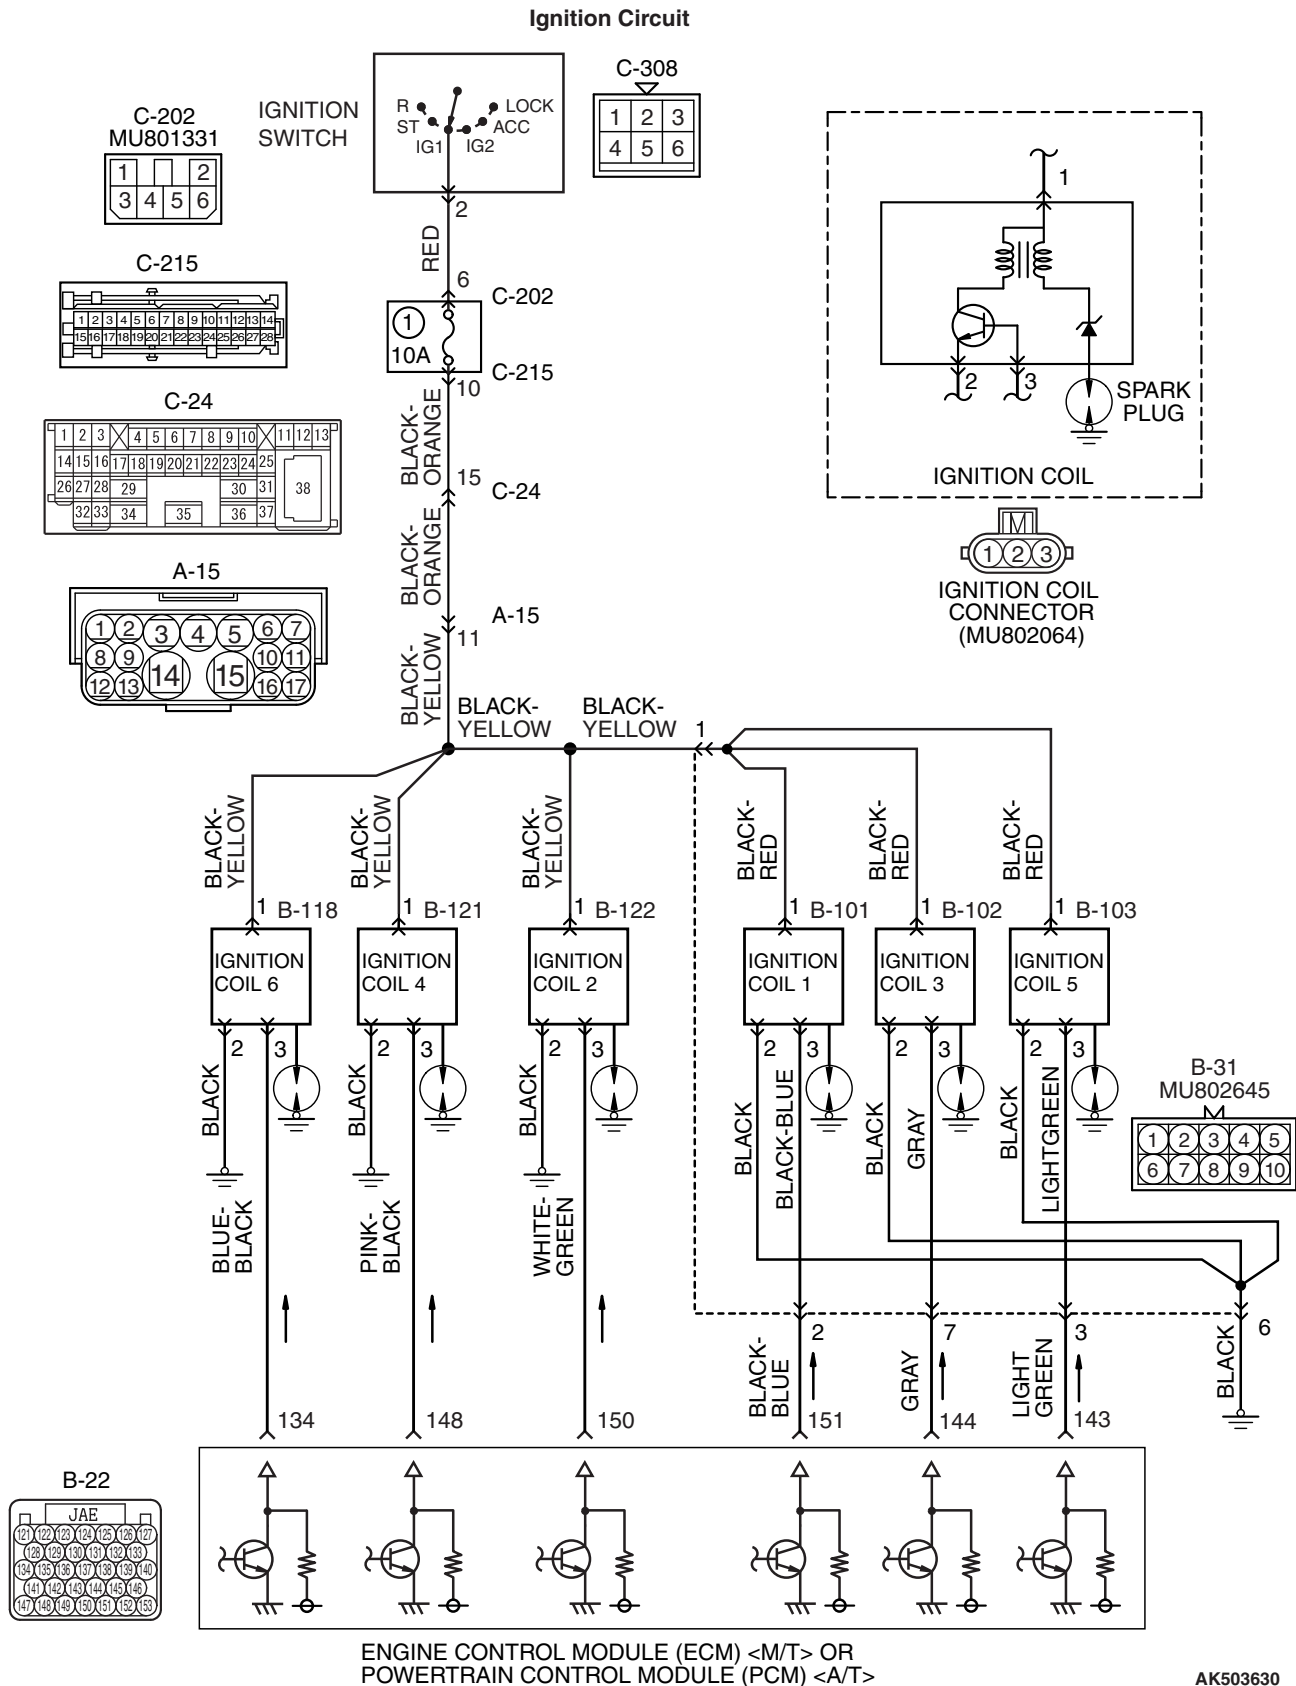 Ignition Circuit
C-202
MU801331
1 2
3 4 5 6
IGNITION
SWITCH
R
ST
IG1
IG2
ACC
LOCK
C-308
1 2 3
4 5 6
2
RED
6
C-202
1
10A
C-215
10
BLACK-
ORANGE
15
C-24
BLACK-
ORANGE
A-15
11
BLACK-
YELLOW
C-215
1 2 3 4 5 6 7 8 9 10 11 12 13 14
15 16 17 18 19 20 21 22 23 24 25 26 27 28
C-24
1 2 3 4 5 6 7 8 9 10 11 12 13
14 15 16 17 18 19 20 21 22 23 24 25
26 27 28 29 30 31 38
32 33 34 35 36 37
A-15
1 2 3 4 5 6 7
8 9 14 15 10 11
12 13 16 17
1
2
3
SPARK
PLUG
IGNITION COIL
1 2 3
IGNITION COIL
CONNECTOR
(MU802064)
BLACK-
YELLOW
BLACK-
YELLOW
1
BLACK-
YELLOW
BLACK-
YELLOW
BLACK-
YELLOW
BLACK-
RED
BLACK-
RED
BLACK-
RED
1 B-118
1 B-121
1 B-122
1 B-101
1 B-102
1 B-103
IGNITION
COIL 6
IGNITION
COIL 4
IGNITION
COIL 2
IGNITION
COIL 1
IGNITION
COIL 3
IGNITION
COIL 5
2 3
2 3
2 3
2 3
2 3
2 3
BLACK
BLACK
BLACK
BLACK
BLACK-BLUE
BLACK
GRAY
BLACK
LIGHTGREEN
B-31
MU802645
1 2 3 4 5
6 7 8 9 10
BLUE-
BLACK
PINK-
BLACK
WHITE-
GREEN
2
7
3
6
BLACK-
BLUE
GRAY
LIGHT
GREEN
BLACK
134
148
150
151
144
143
B-22
JAE
121 122 123 124 125 126 127
128 129 130 131 132 133
134 135 136 137 138 139 140
141 142 143 144 145 146
147 148 149 150 151 152 153
ENGINE CONTROL MODULE (ECM) <M/T> OR
POWERTRAIN CONTROL MODULE (PCM) <A/T>
AK503630